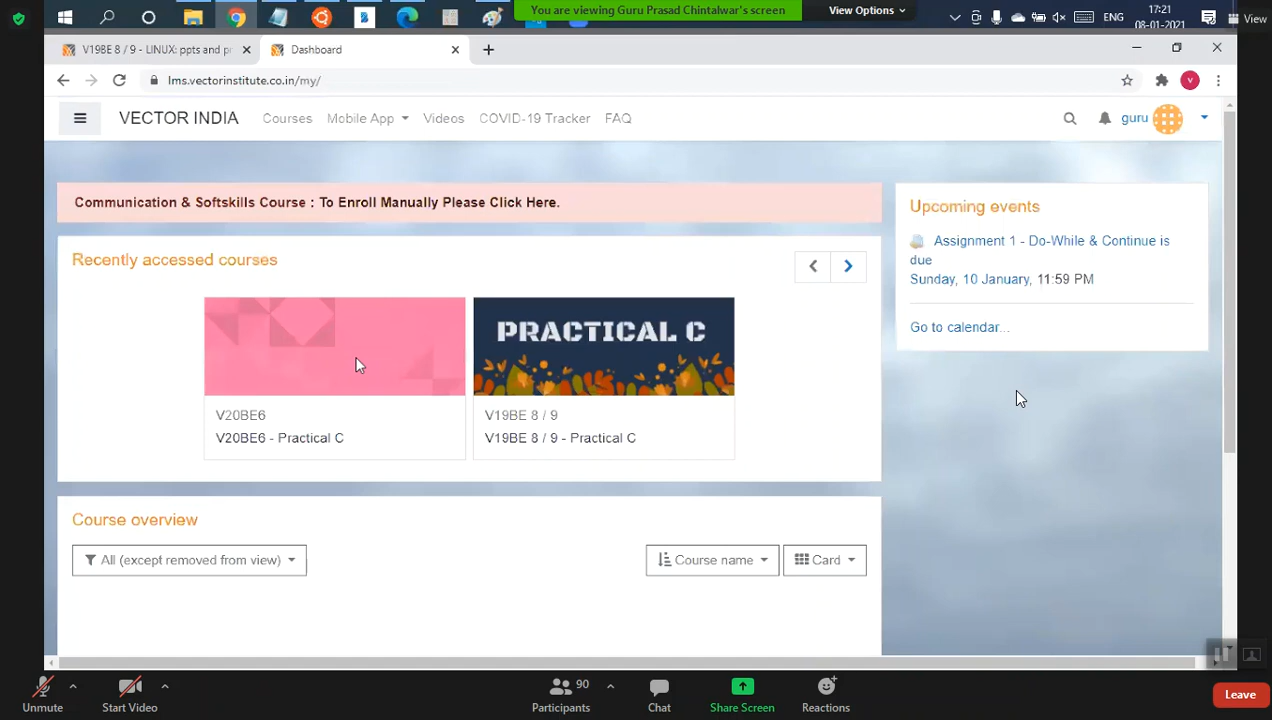 You are viewing Guru Prasad Chintalwar's screen
View Options
ENG
17:21
08-01-2021
View
V19BE 8 / 9 - LINUX: ppts and pr
Dashboard
lms.vectorinstitute.co.in/my/
V
VECTOR INDIA
Courses
Mobile App
Videos
COVID-19 Tracker
FAQ
guru
Communication & Softskills Course : To Enroll Manually Please Click Here.
Recently accessed courses
PRACTICAL C
V20BE6
V20BE6 - Practical C
V19BE 8 / 9
V19BE 8 / 9 - Practical C
Upcoming events
Assignment 1 - Do-While & Continue is
due
Sunday, 10 January, 11:59 PM
Go to calendar...
Course overview
All (except removed from view)
Course name
Card
Unmute
Start Video
90
Participants
Chat
Share Screen
Reactions
Leave